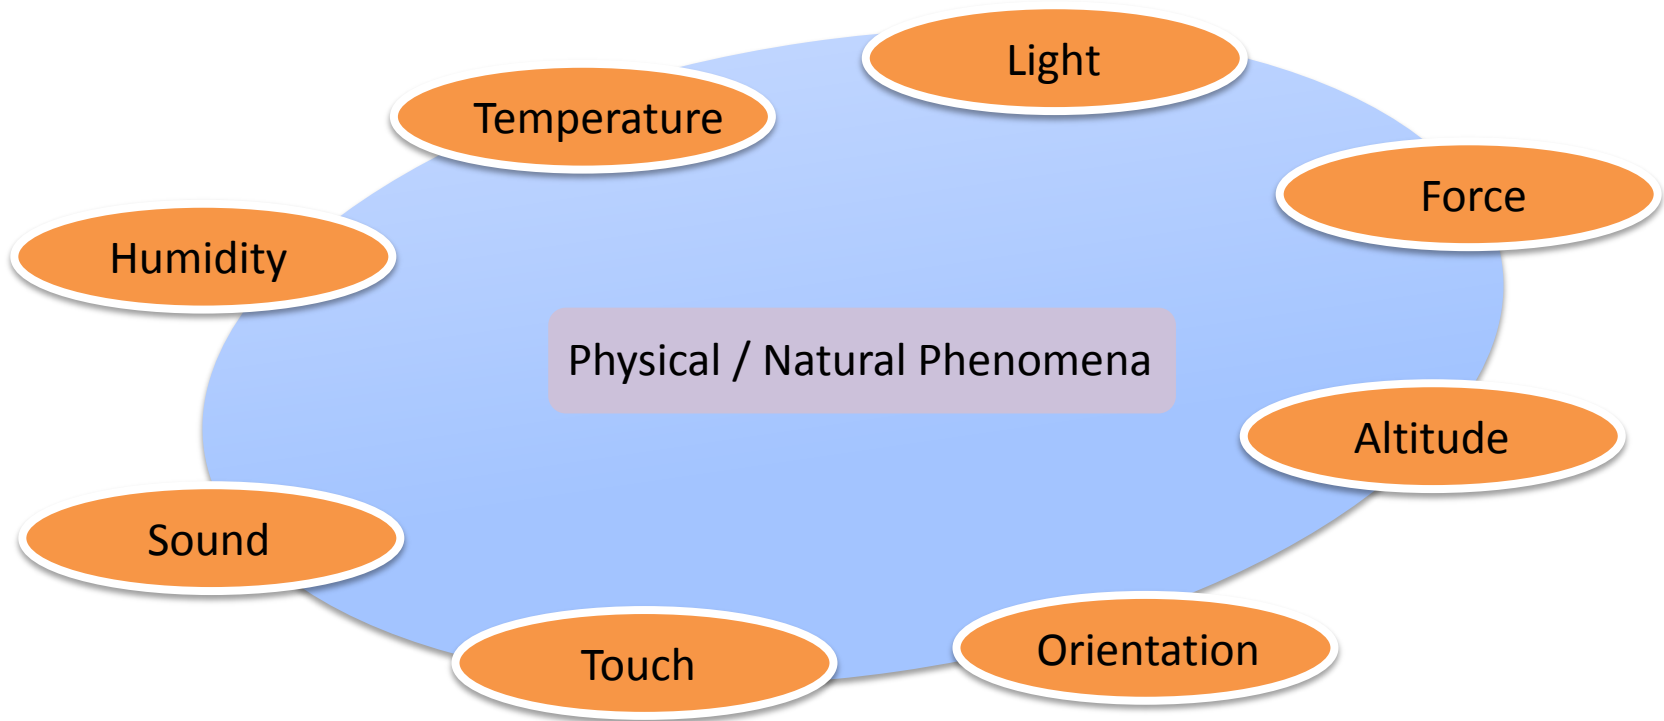 Light
Temperature
Force
Humidity
Physical / Natural Phenomena
Altitude
Sound
Orientation
Touch